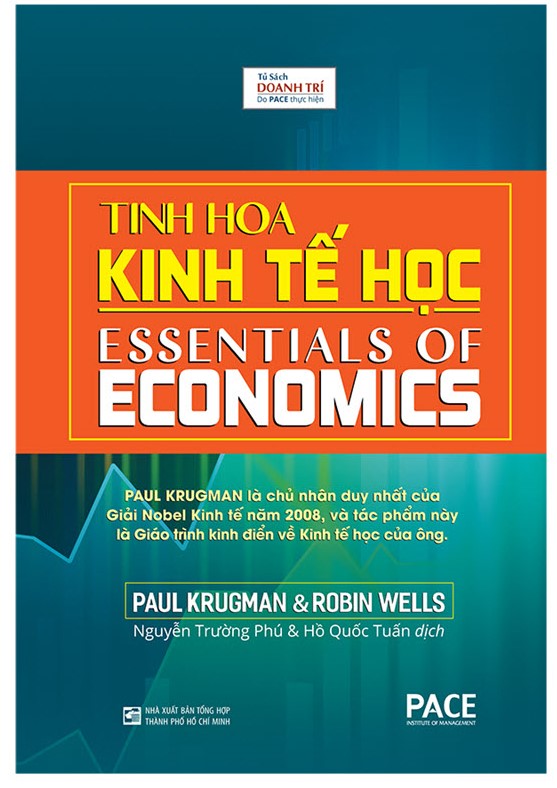 Tủ Sách
DOANH TRÍ
Do PACE thực hiện
TINH HOA
KINH TẾ HỌC
ESSENTIALS OF
ECONOMICS
PAUL KRUGMAN là chủ nhân duy nhất của
Giải Nobel Kinh tế năm 2008, và tác phẩm này
là Giáo trình kinh điển về Kinh tế học của ông.
PAUL KRUGMAN & ROBIN WELLS
Nguyễn Trường Phú & Hồ Quốc Tuấn dịch
NHÀ XUẤT BẢN TỔNG HỢP
THÀNH PHỐ HỒ CHÍ MINH
PACE
INSTITUTE OF MANAGEMENT